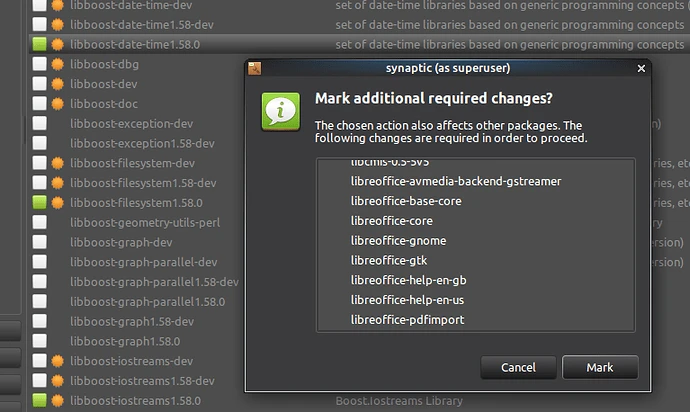 libboost-date-time-dev set of date-time libraries based on generic programming concepts
libboost-date-time1.58-dev set of date-time libraries based on generic programming concepts
libboost-date-time1.58.0 set of date-time libraries based on generic programming concepts
libboost-dbg
libboost-dev
libboost-doc
libboost-exception-dev
libboost-exception1.58-dev
libboost-filesystem-dev
libboost-filesystem1.58-dev
libboost-filesystem1.58.0
libboost-geometry-utils-perl
libboost-graph-dev
libboost-graph-parallel-dev
libboost-graph-parallel1.58-dev
libboost-graph-parallel1.58.0
libboost-graph1.58-dev
libboost-graph1.58.0
libboost-iostreams-dev
libboost-iostreams1.58-dev
libboost-iostreams1.58.0 Boost.Iostreams Library
synaptic (as superuser)
Mark additional required changes?
The chosen action also affects other packages. The
following changes are required in order to proceed.
libcmis-0.5-5v5
libreoffice-avmedia-backend-gstreamer
libreoffice-base-core
libreoffice-core
libreoffice-gnome
libreoffice-gtk
libreoffice-help-en-gb
libreoffice-help-en-us
libreoffice-pdfimport
Cancel Mark